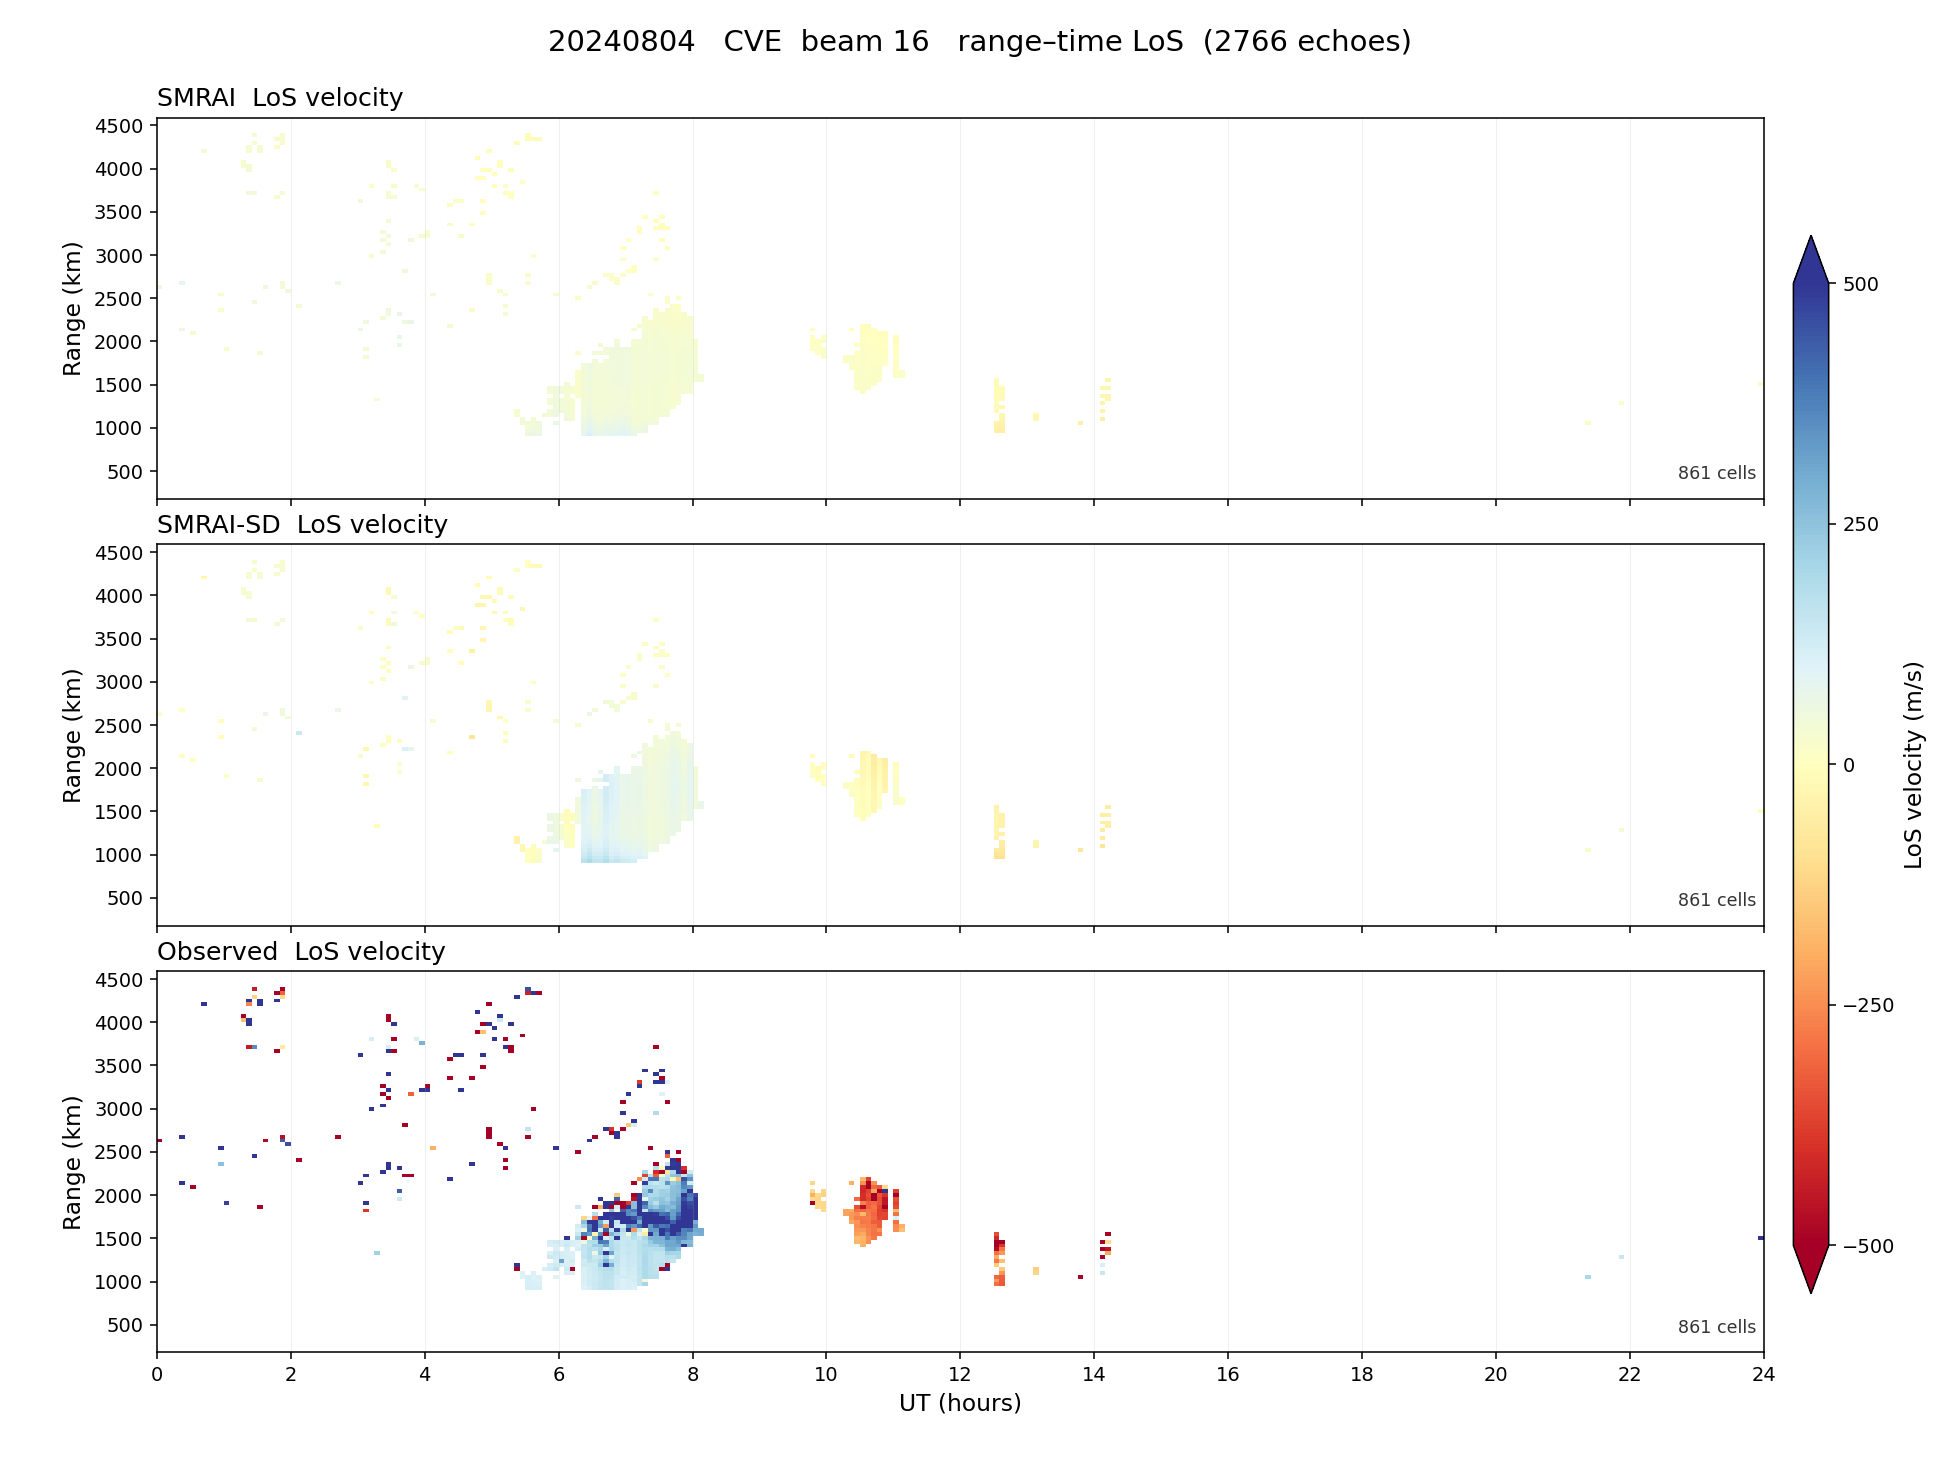 20240804   CVE  beam 16   range–time LoS  (2766 echoes)
SMRAI  LoS velocity
4500
4000
3500
3000
2500
2000
1500
1000
500
Range (km)
861 cells
SMRAI-SD  LoS velocity
4500
4000
3500
3000
2500
2000
1500
1000
500
Range (km)
861 cells
Observed  LoS velocity
4500
4000
3500
3000
2500
2000
1500
1000
500
Range (km)
861 cells
0 2 4 6 8 10 12 14 16 18 20 22 24
UT (hours)
500
250
0
−250
−500
LoS velocity (m/s)